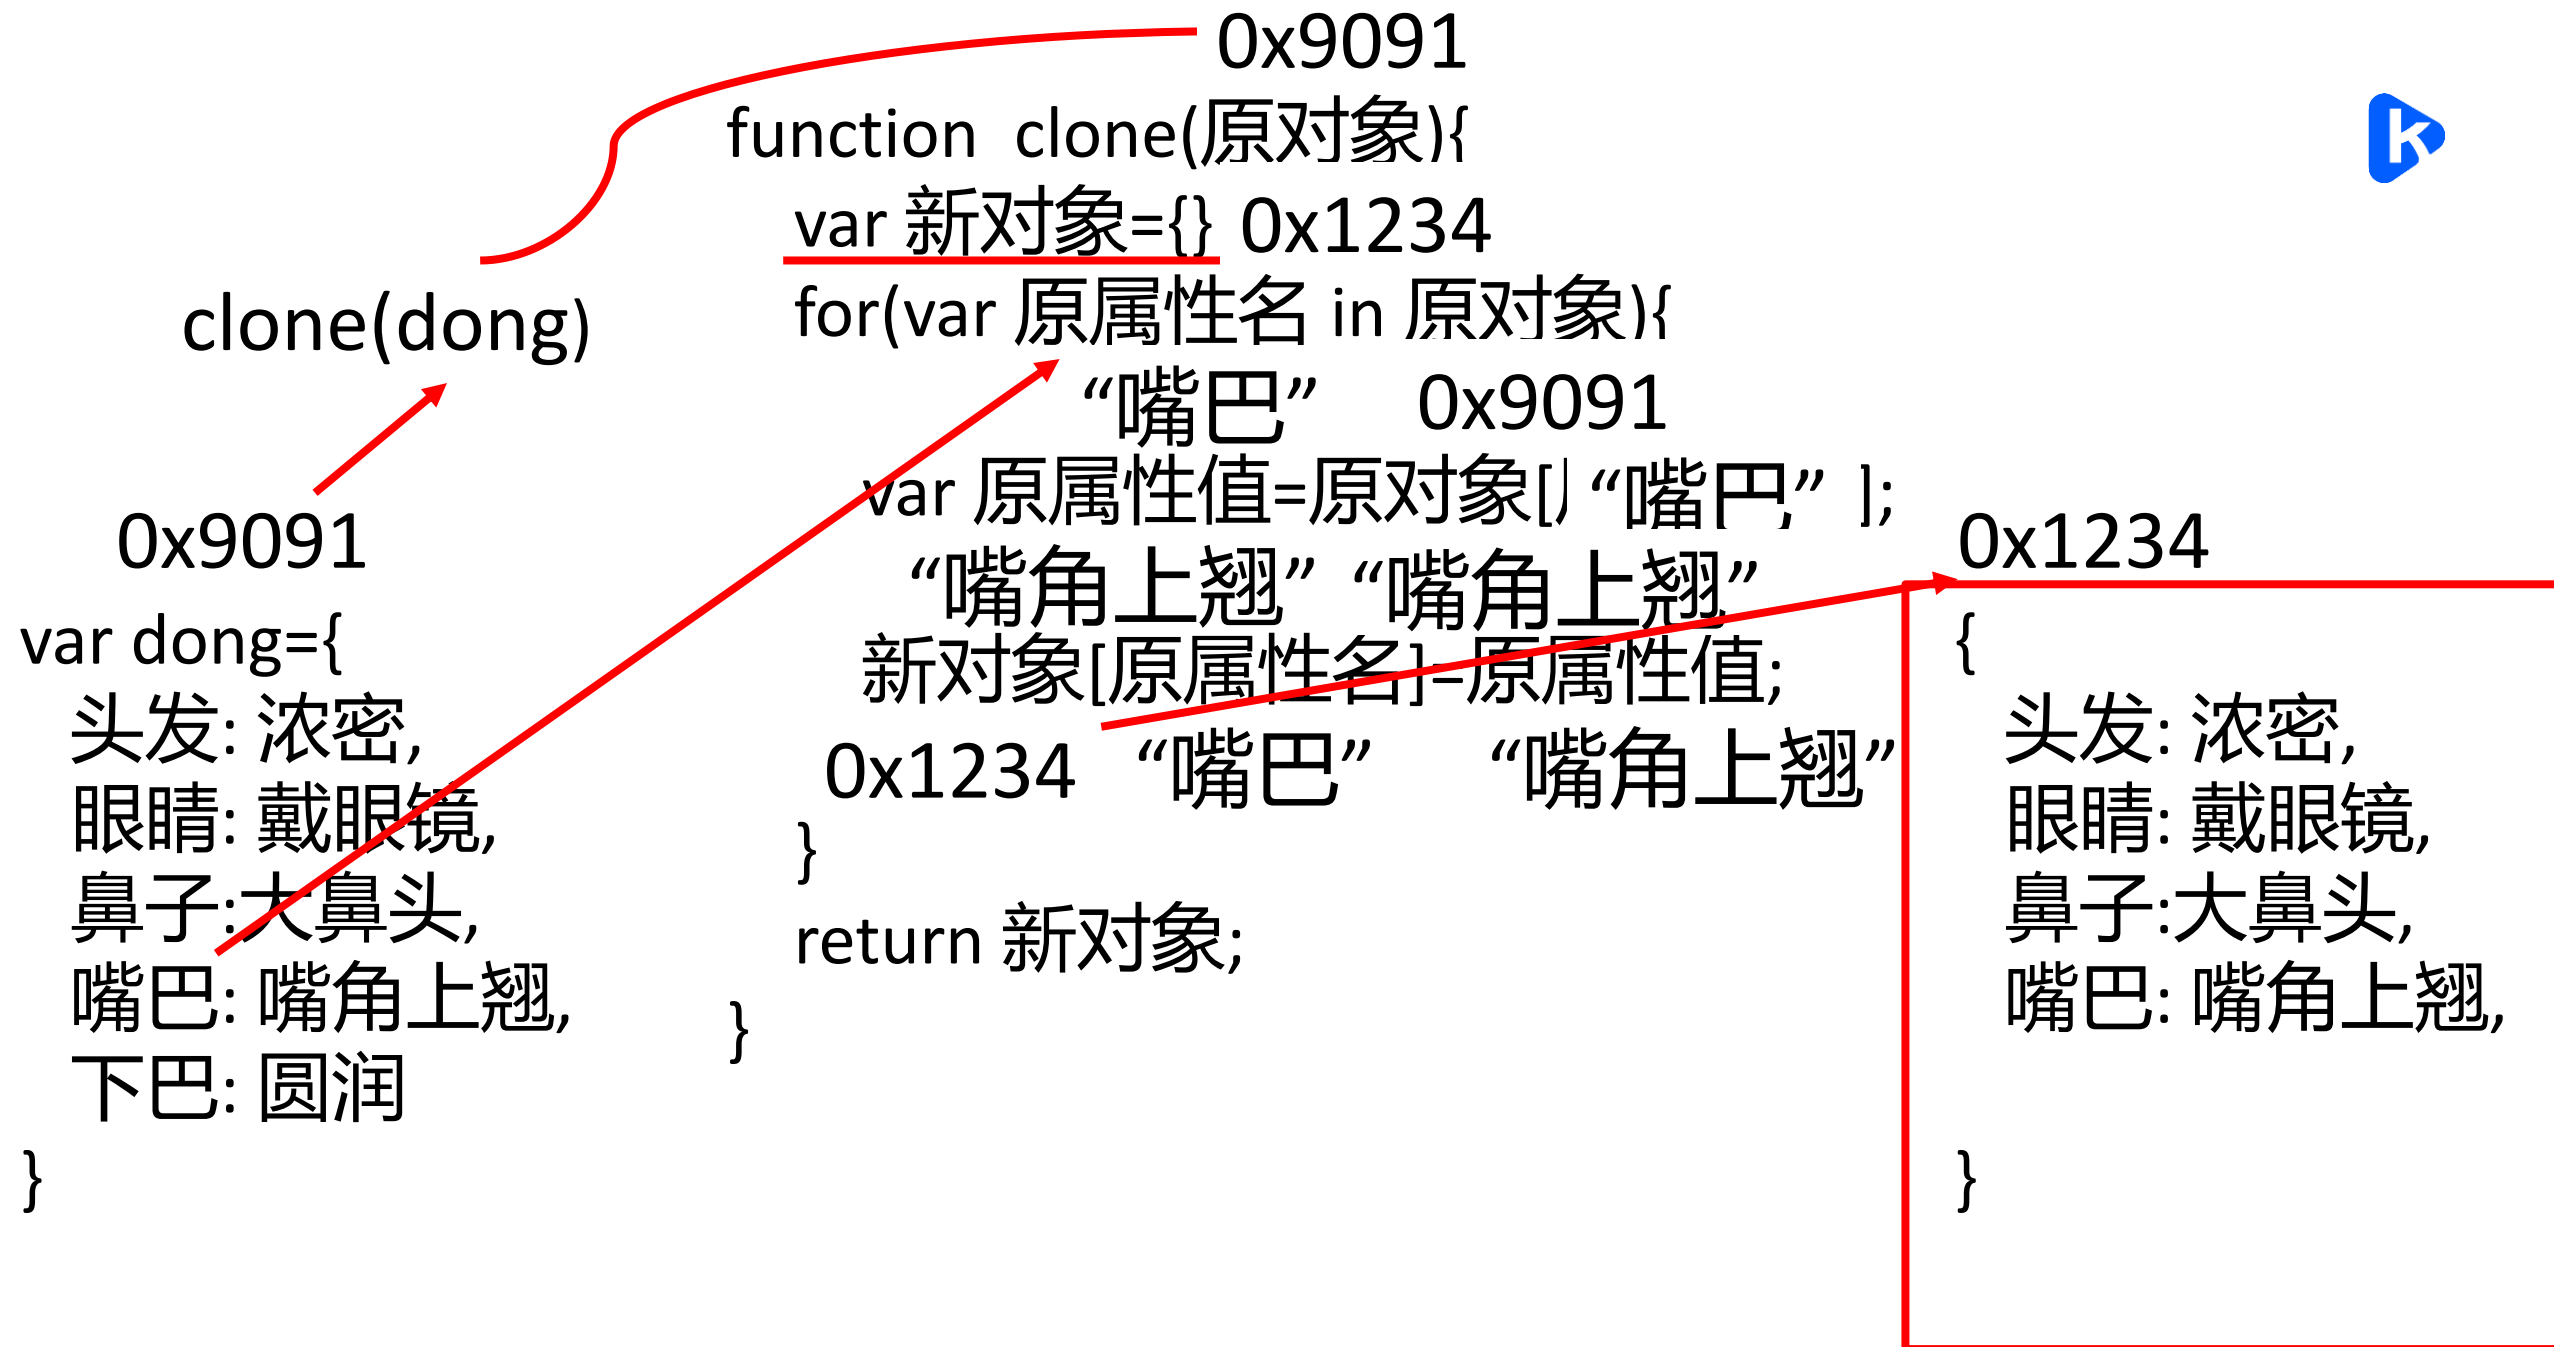 0x9091
function clone(原对象){
var 新对象={} 0x1234
for(var 原属性名 in 原对象){
“嘴巴” 0x9091
var 原属性值=原对象[ “嘴巴” ];
“嘴角上翘” “嘴角上翘”
新对象[原属性名]=原属性值;
0x1234 “嘴巴” “嘴角上翘”
}
return 新对象;
}
clone(dong)
0x9091
var dong={
头发: 浓密,
眼睛: 戴眼镜,
鼻子:大鼻头,
嘴巴: 嘴角上翘,
下巴: 圆润
}
0x1234
{
头发: 浓密,
眼睛: 戴眼镜,
鼻子:大鼻头,
嘴巴: 嘴角上翘,
}
K